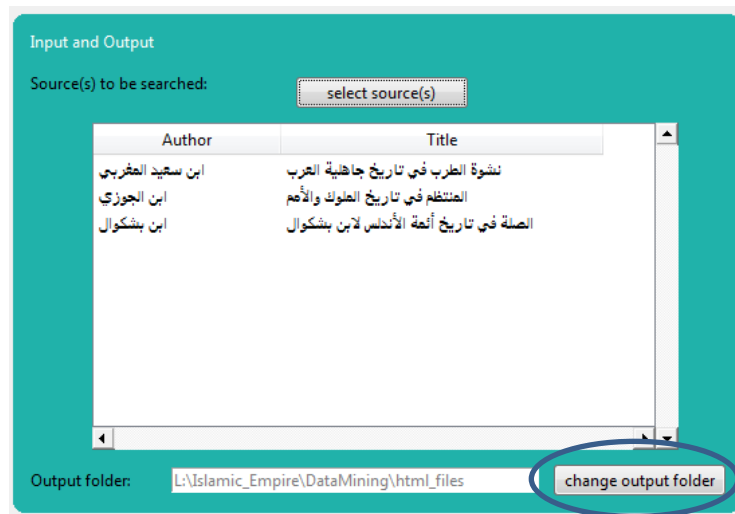 Input and Output
Source(s) to be searched:
select source(s)
Author Title
ابن سعيد المغربي نشوة الطرب في تاريخ جاهلية العرب
ابن الجوزي المنتظم في تاريخ الملوك والأمم
ابن بشكوال الصلة في تاريخ أئمة الأندلس لابن بشكوال
Output folder: L:\Islamic_Empire\DataMining\html_files change output folder